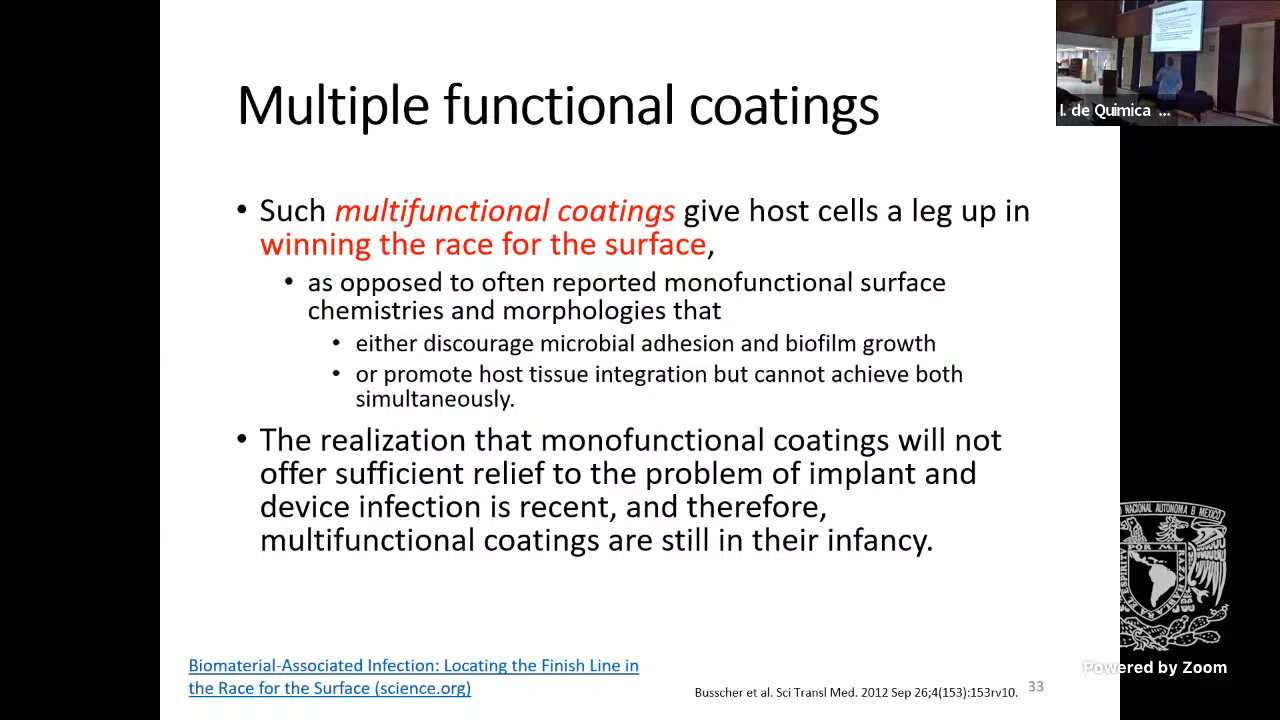 Multiple functional coatings
I. de Quimica ...
• Such multifunctional coatings give host cells a leg up in
winning the race for the surface,
• as opposed to often reported monofunctional surface
chemistries and morphologies that
• either discourage microbial adhesion and biofilm growth
• or promote host tissue integration but cannot achieve both
simultaneously.
• The realization that monofunctional coatings will not
offer sufficient relief to the problem of implant and
device infection is recent, and therefore,
multifunctional coatings are still in their infancy.
Biomaterial-Associated Infection: Locating the Finish Line in
the Race for the Surface (science.org)
Busscher et al. Sci Transl Med. 2012 Sep 26;4(153):153rv10.
33
NACIONAL AUTONOMA
POR MI
Powered by Zoom